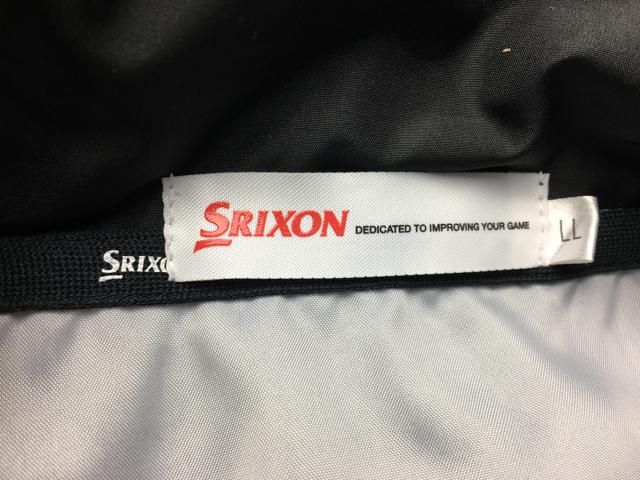 SRIXON DEDICATED TO IMPROVING YOUR GAME
LL